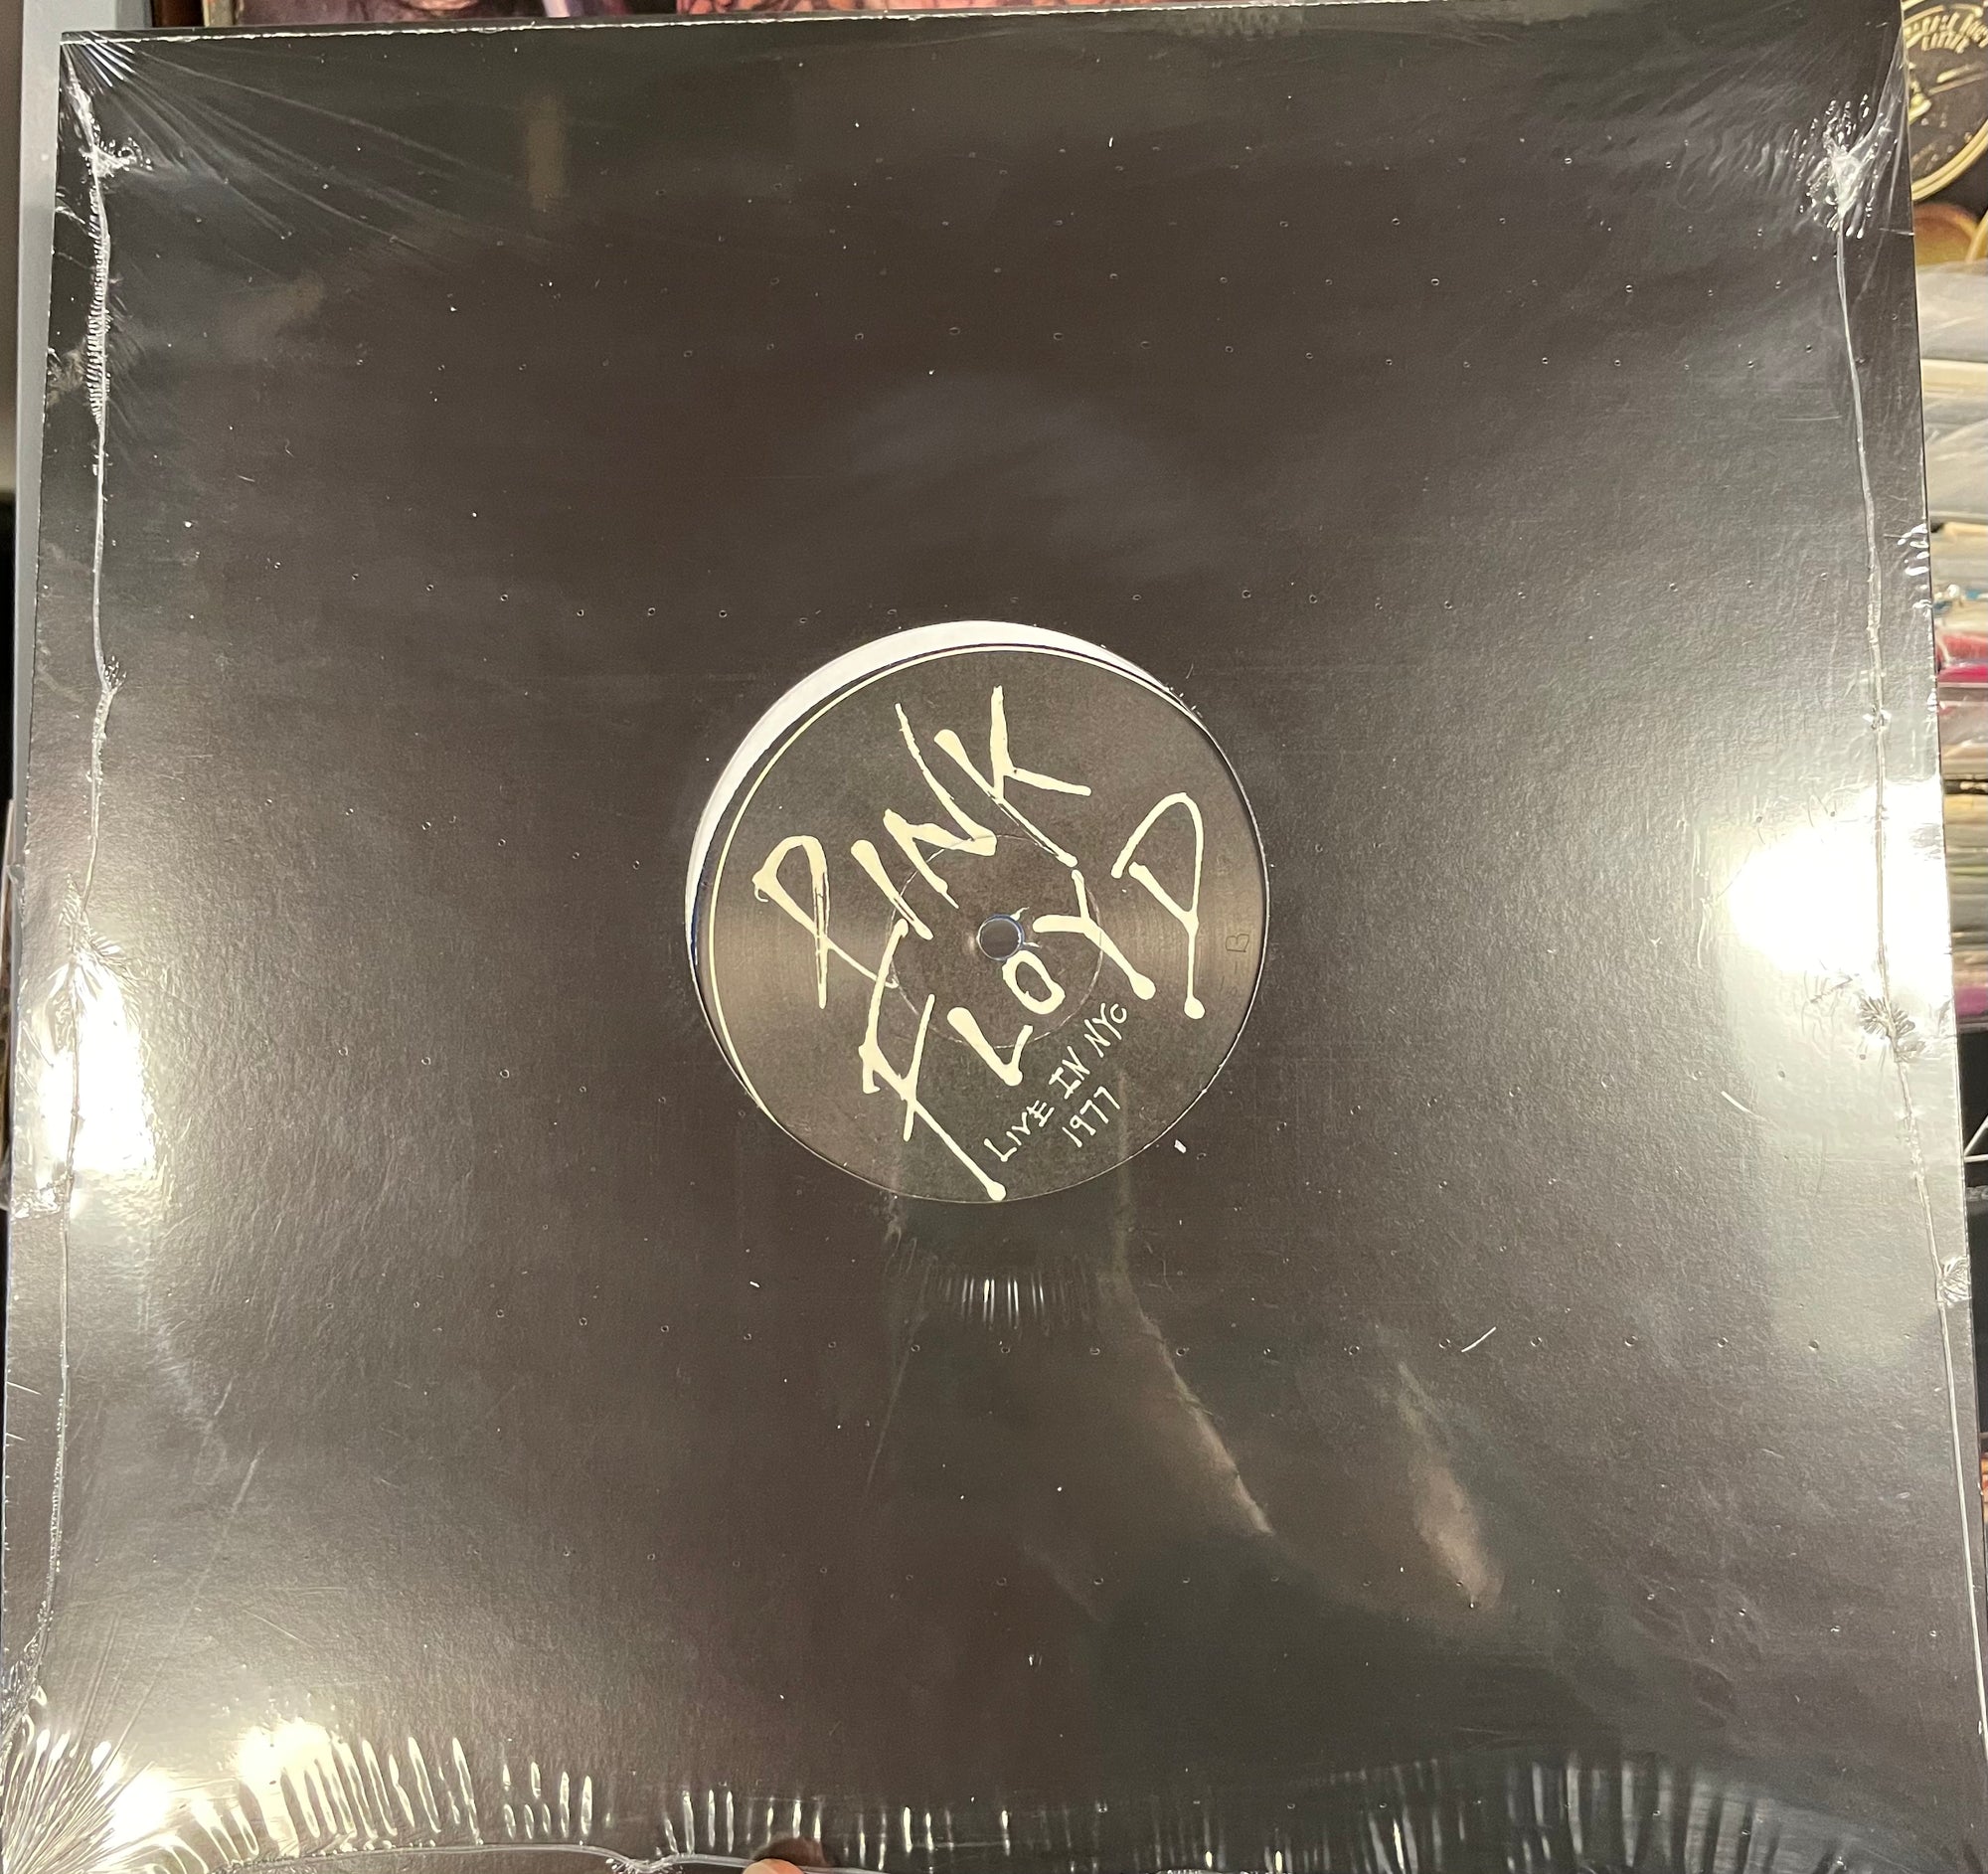 PINK
FLOYD
LIVE IN NYC
1977
B